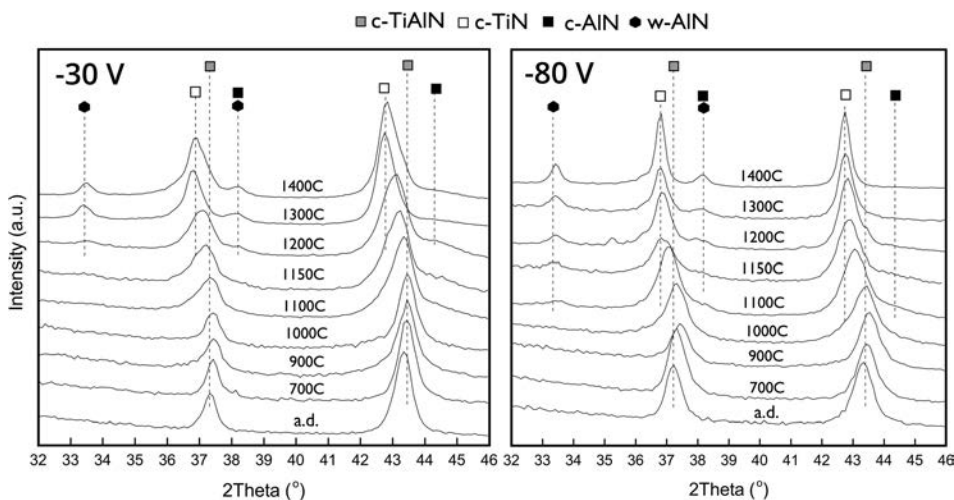 c-TiAlN c-TiN c-AlN w-AlN
-30 V
1400C
1300C
1200C
1150C
1100C
1000C
900C
700C
a.d.
32 33 34 35 36 37 38 39 40 41 42 43 44 45 46
2Theta (°)
Intensity (a.u.)
-80 V
1400C
1300C
1200C
1150C
1100C
1000C
900C
700C
a.d.
32 33 34 35 36 37 38 39 40 41 42 43 44 45 46
2Theta (°)